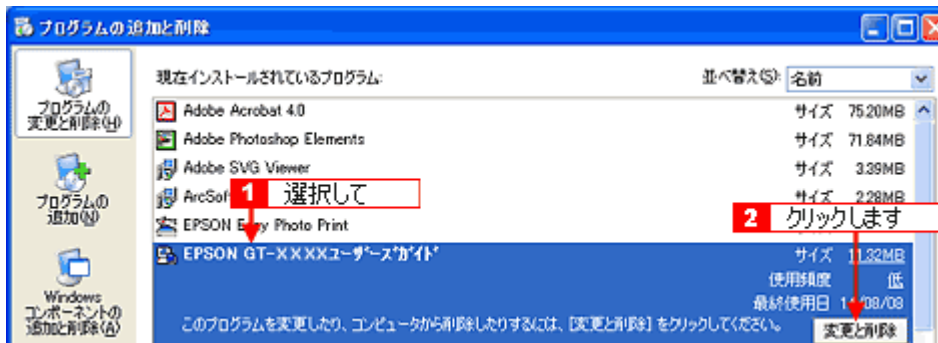 プログラムの追加と削除
現在インストールされているプログラム:
並べ替え(S): 名前
プログラムの
変更と削除(H)
プログラムの
追加(N)
Windows
コンポーネントの
追加と削除(A)
Adobe Acrobat 4.0 サイズ 75.20MB
Adobe Photoshop Elements サイズ 71.84MB
Adobe SVG Viewer サイズ 3.39MB
ArcSof サイズ 2.28MB
1 選択して
2 クリックします
EPSON Photo Print
EPSON GT-XXXXユーザーズガイド サイズ 11.32MB
使用頻度 低
最終使用日 08/08
このプログラムを変更したり、コンピュータから削除したりするには、[変更と削除] をクリックしてください。
変更と削除